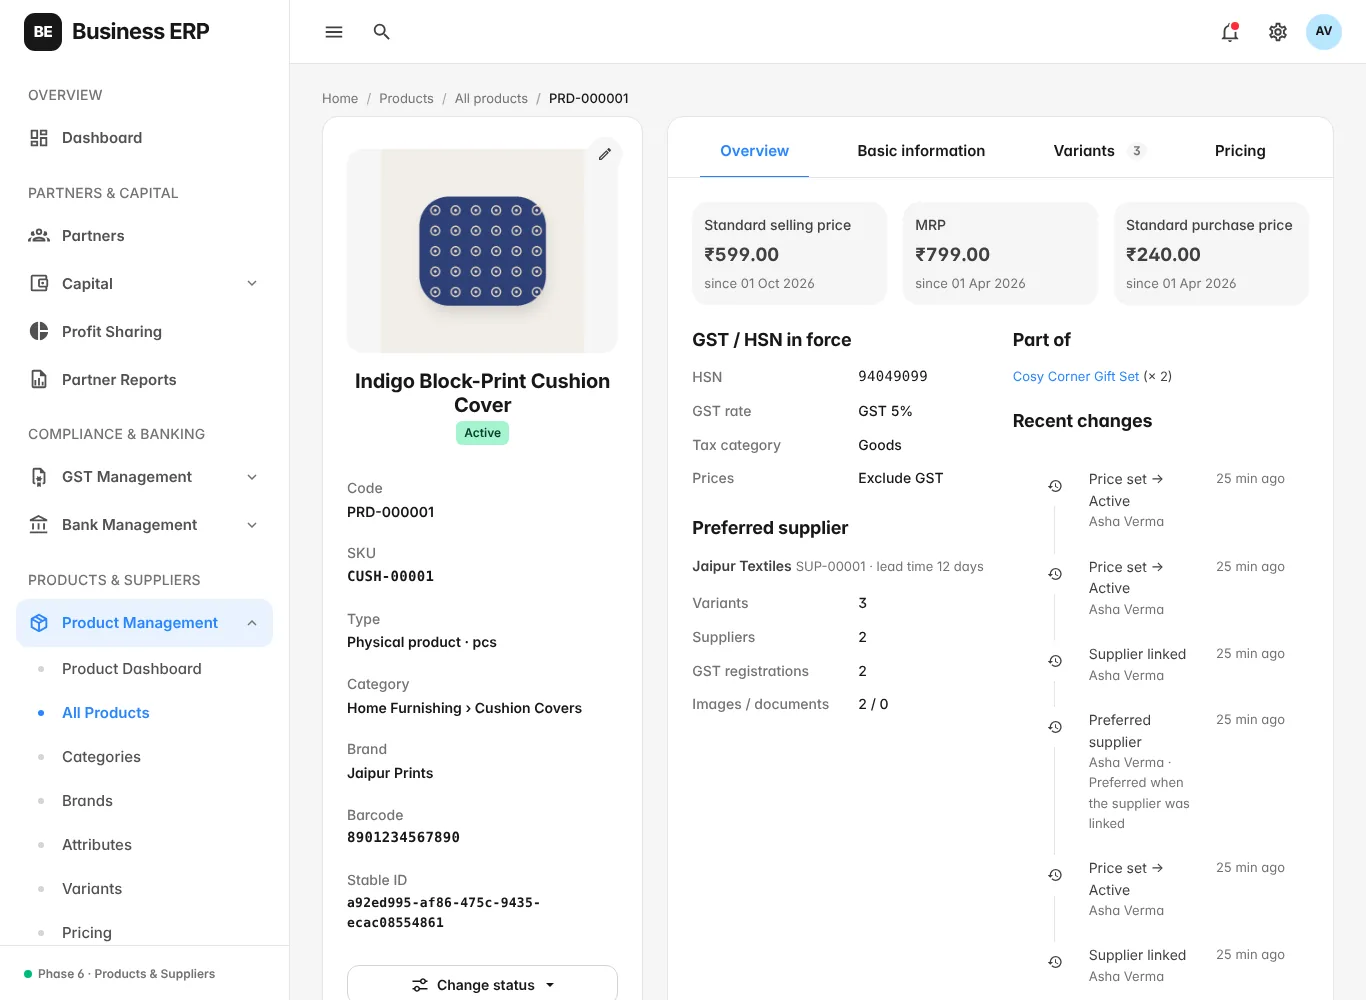 BE Business ERP
AV
OVERVIEW
Dashboard
PARTNERS & CAPITAL
Partners
Capital
Profit Sharing
Partner Reports
COMPLIANCE & BANKING
GST Management
Bank Management
PRODUCTS & SUPPLIERS
Product Management
Product Dashboard
All Products
Categories
Brands
Attributes
Variants
Pricing
Phase 6 · Products & Suppliers
Home / Products / All products / PRD-000001
Indigo Block-Print Cushion
Cover
Active
Code
PRD-000001
SKU
CUSH-00001
Type
Physical product · pcs
Category
Home Furnishing › Cushion Covers
Brand
Jaipur Prints
Barcode
8901234567890
Stable ID
a92ed995-af86-475c-9435-
ecac08554861
Change status
Overview Basic information Variants 3 Pricing
Standard selling price
₹599.00
since 01 Oct 2026
MRP
₹799.00
since 01 Apr 2026
Standard purchase price
₹240.00
since 01 Apr 2026
GST / HSN in force
HSN 94049099
GST rate GST 5%
Tax category Goods
Prices Exclude GST
Preferred supplier
Jaipur Textiles SUP-00001 · lead time 12 days
Variants 3
Suppliers 2
GST registrations 2
Images / documents 2 / 0
Part of
Cosy Corner Gift Set (× 2)
Recent changes
Price set → 25 min ago
Active
Asha Verma
Price set → 25 min ago
Active
Asha Verma
Supplier linked 25 min ago
Asha Verma
Preferred 25 min ago
supplier
Asha Verma ·
Preferred when
the supplier was
linked
Price set → 25 min ago
Active
Asha Verma
Supplier linked 25 min ago
Asha Verma